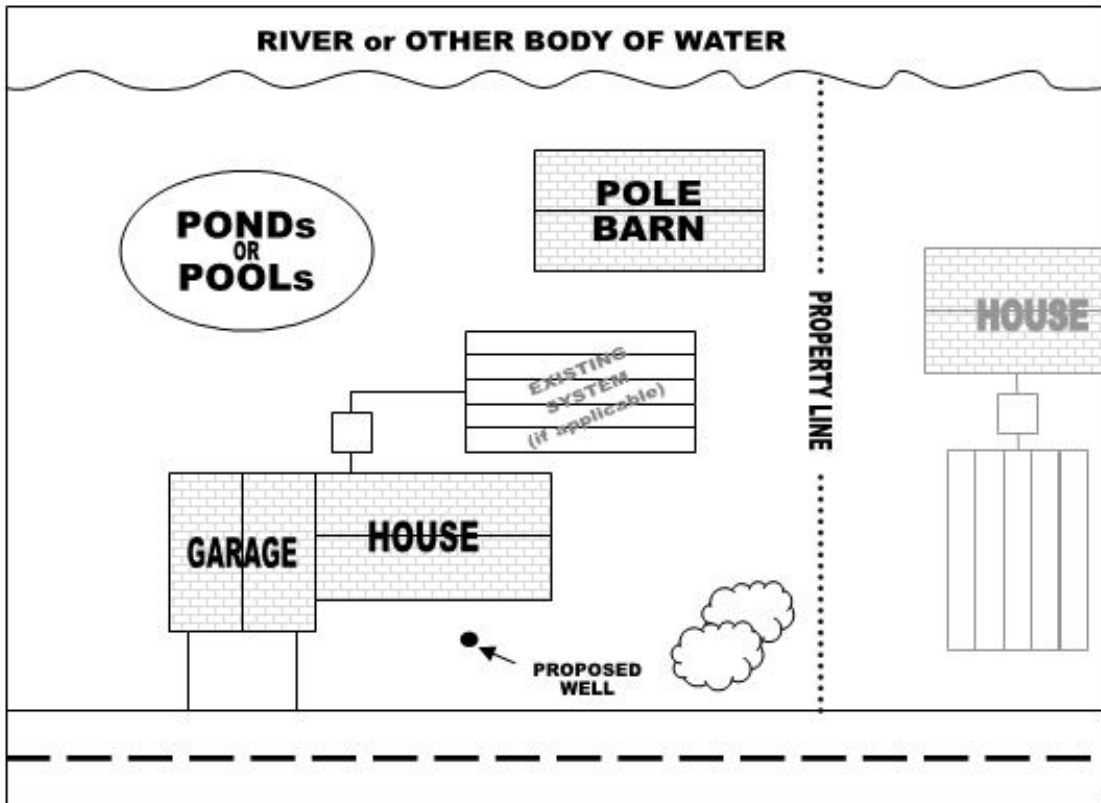 RIVER or OTHER BODY OF WATER
PONDs
OR
POOLs
POLE
BARN
PROPERTY LINE
HOUSE
EXISTING
SYSTEM
(if applicable)
GARAGE
HOUSE
PROPOSED
WELL